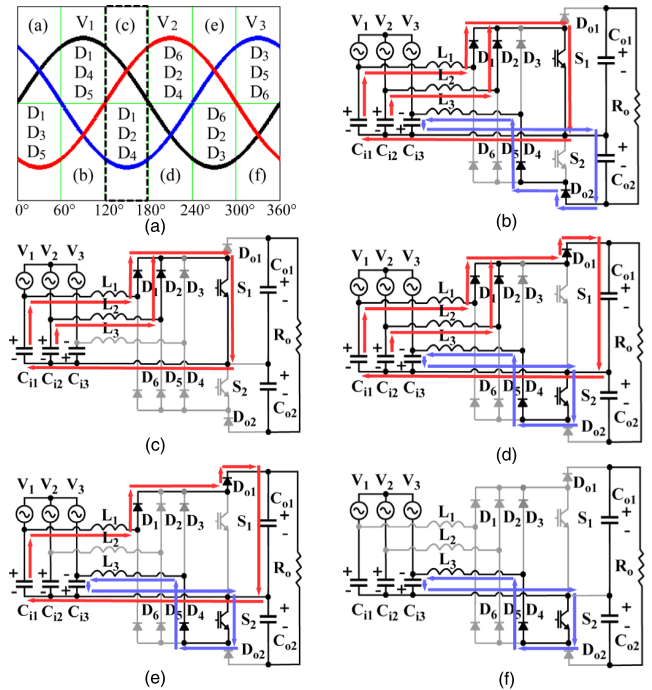 (a) V1 (c) V2 (e) V3
D1 D6 D3
D4 D2 D5
D5 D4 D6
D1 D1 D6
D3 D2 D2
D5 D4 D3
(b) (d) (f)
0 60° 120° 180° 240° 300° 360°
(a)
V1 V2 V3
L1
L2
L3
D1 D2 D3
Do1
S1
Co1
+
-
Ro
+ + -
- - +
Ci1 Ci2 Ci3
D6 D5 D4
S2
Do2
+
-
Co2
(b)
V1 V2 V3
L1
L2
L3
D1 D2 D3
Do1
S1
Co1
+
-
Ro
+ + -
- - +
Ci1 Ci2 Ci3
D6 D5 D4
S2
Do2
+
-
Co2
(c)
V1 V2 V3
L1
L2
L3
D1 D2 D3
Do1
S1
Co1
+
-
Ro
+ + -
- - +
Ci1 Ci2 Ci3
D6 D5 D4
S2
Do2
+
-
Co2
(d)
V1 V2 V3
L1
L2
L3
D1 D2 D3
Do1
S1
Co1
+
-
Ro
+ + -
- - +
Ci1 Ci2 Ci3
D6 D5 D4
S2
Do2
+
-
Co2
(e)
V1 V2 V3
L1
L2
L3
D1 D2 D3
Do1
S1
Co1
+
-
Ro
+ + -
- - +
Ci1 Ci2 Ci3
D6 D5 D4
S2
Do2
+
-
Co2
(f)